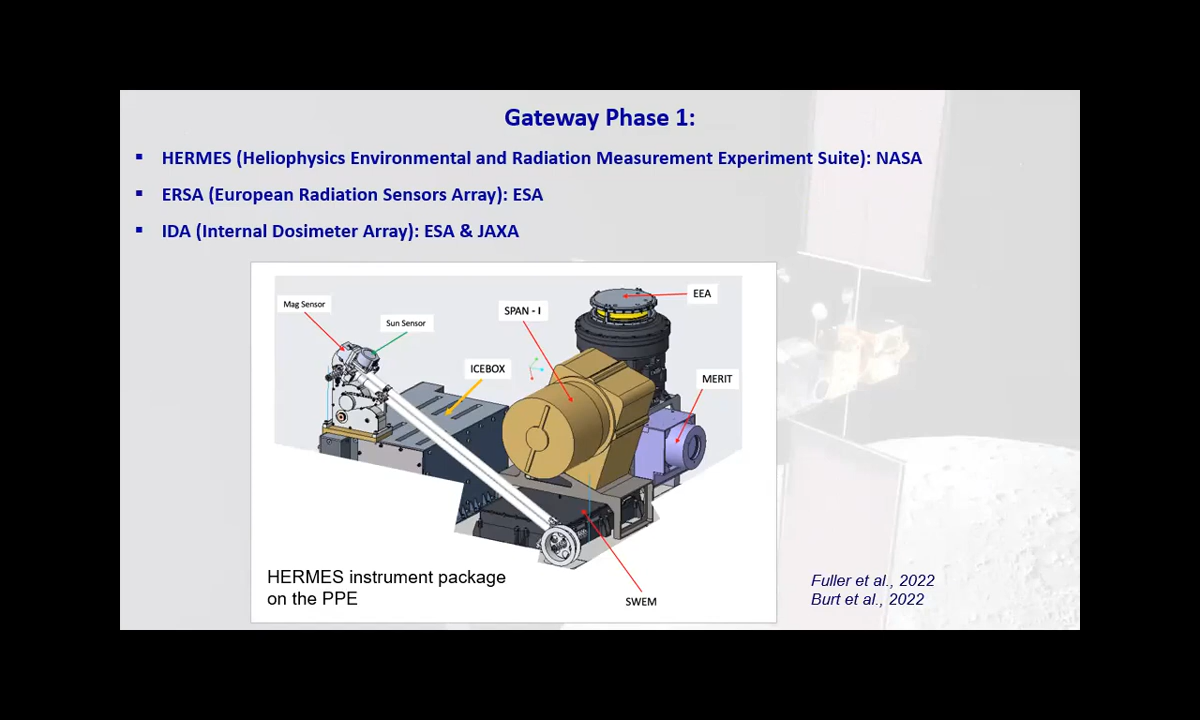 Gateway Phase 1:
▪ HERMES (Heliophysics Environmental and Radiation Measurement Experiment Suite): NASA
▪ ERSA (European Radiation Sensors Array): ESA
▪ IDA (Internal Dosimeter Array): ESA & JAXA
EEA
Mag Sensor
SPAN - I
Sun Sensor
ICEBOX
MERIT
HERMES instrument package
on the PPE
SWEM
Fuller et al., 2022
Burt et al., 2022